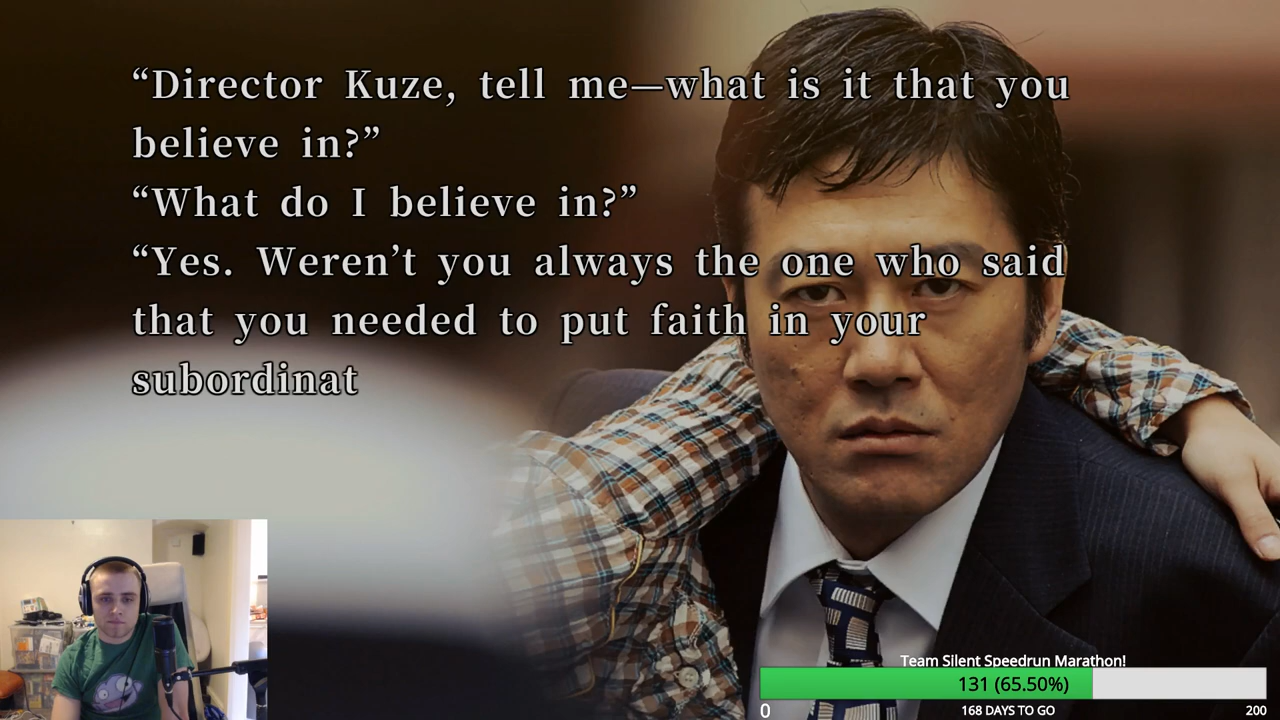 “Director Kuze, tell me—what is it that you
believe in?”
“What do I believe in?”
“Yes. Weren’t you always the one who said
that you needed to put faith in your
subordinat
Team Silent Speedrun Marathon!
131 (65.50%)
0
168 DAYS TO GO
200